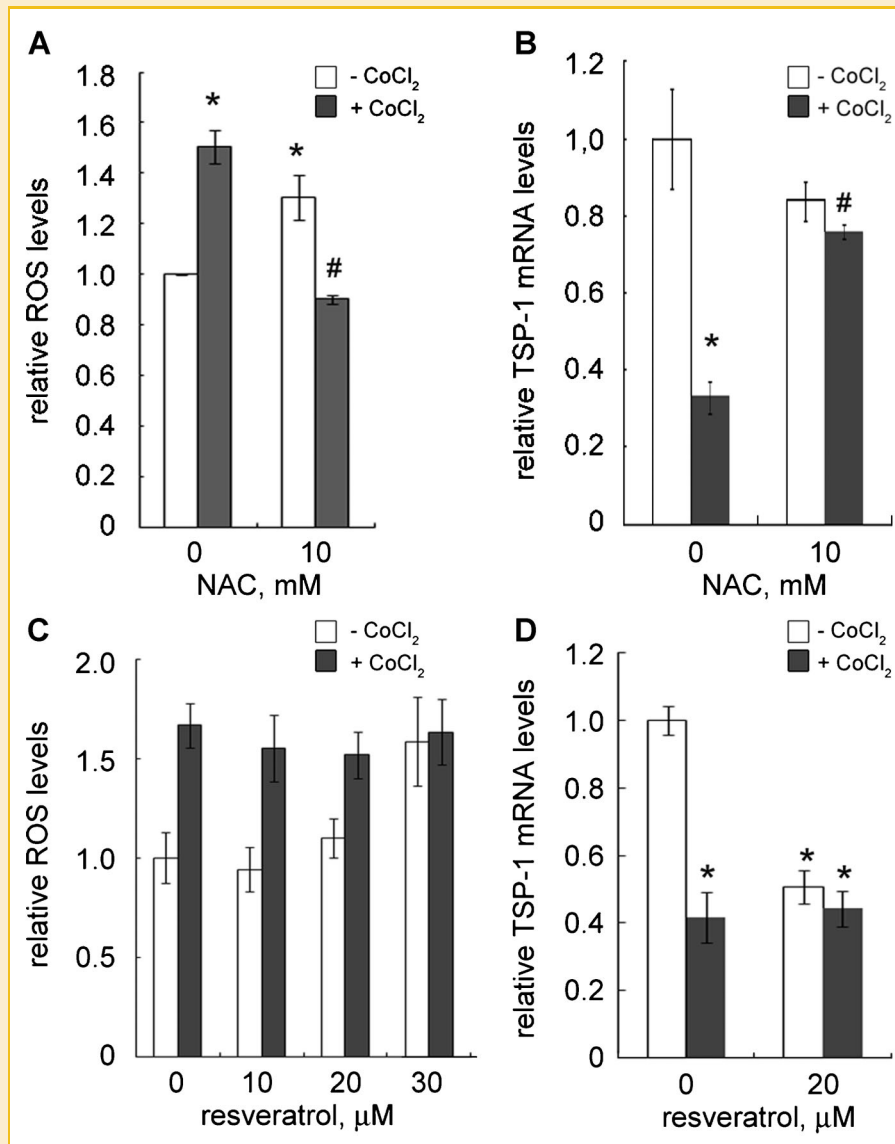 A
- CoCl₂
+ CoCl₂
relative ROS levels
1.8
1.6
1.4
1.2
1.0
0.8
0.6
0.4
0.2
0
*
*
#
0 10
NAC, mM
B
- CoCl₂
+ CoCl₂
relative TSP-1 mRNA levels
1.2
1,0
0.8
0.6
0.4
0.2
0
*
#
0 10
NAC, mM
C
- CoCl₂
+ CoCl₂
relative ROS levels
2.0
1.5
1.0
0.5
0
0 10 20 30
resveratrol, µM
D
- CoCl₂
+ CoCl₂
relative TSP-1 mRNA levels
1.2
1.0
0.8
0.6
0.4
0.2
0
*
*
*
0 20
resveratrol, µM